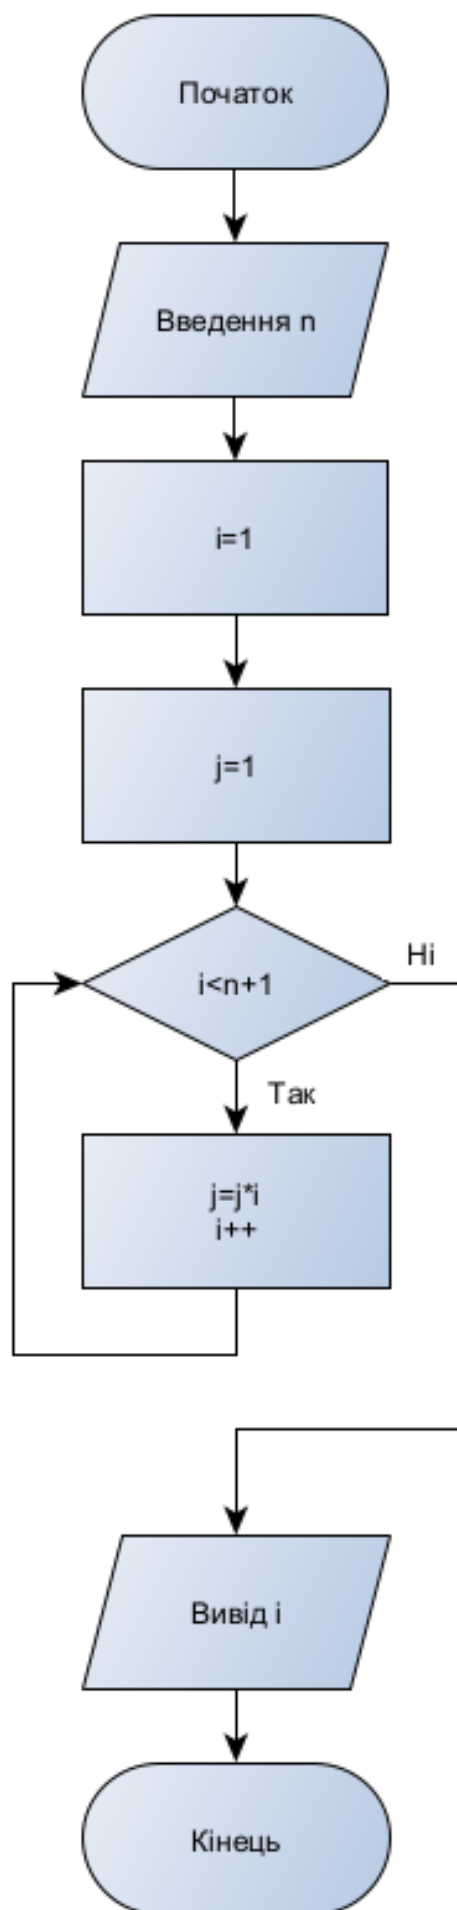 Початок
Введення n
i=1
j=1
i<n+1
Ні
Так
j=j*i
i++
Вивід i
Кінець